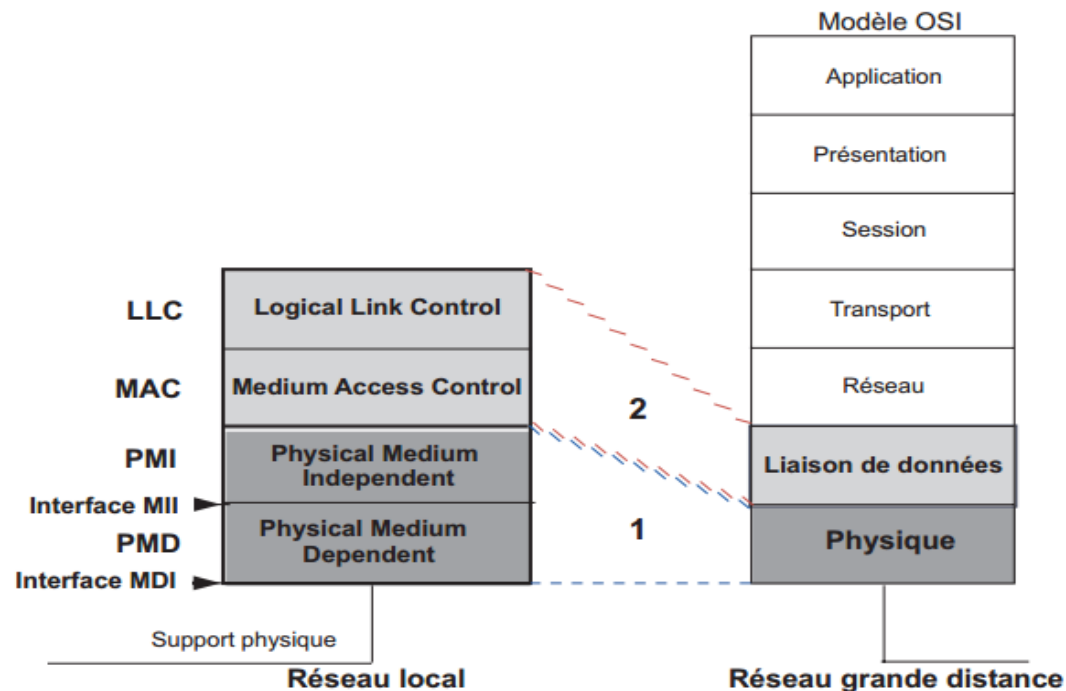 Modèle OSI
Application
Présentation
Session
Transport
Réseau
Liaison de données
Physique
LLC
Logical Link Control
MAC
Medium Access Control
PMI
Physical Medium
Independent
Interface MII
PMD
Physical Medium
Dependent
Interface MDI
2
1
Support physique
Réseau local
Réseau grande distance